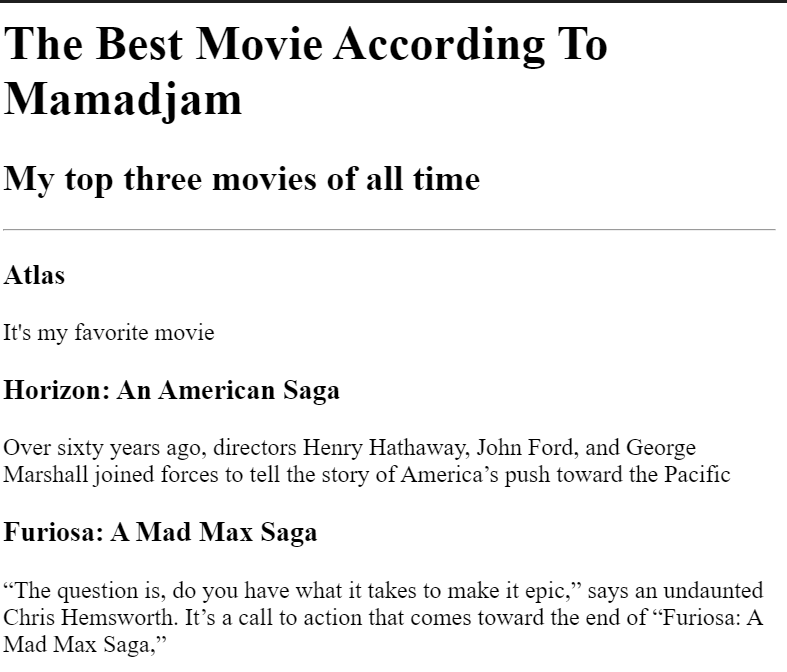 The Best Movie According To
Mamadjam
My top three movies of all time
Atlas
It's my favorite movie
Horizon: An American Saga
Over sixty years ago, directors Henry Hathaway, John Ford, and George
Marshall joined forces to tell the story of America’s push toward the Pacific
Furiosa: A Mad Max Saga
“The question is, do you have what it takes to make it epic,” says an undaunted
Chris Hemsworth. It’s a call to action that comes toward the end of “Furiosa: A
Mad Max Saga,”